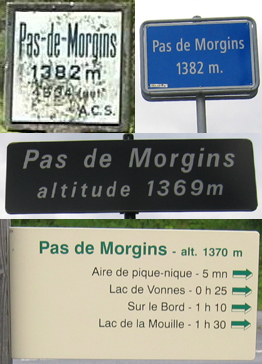 Pas-de-Morgins
1382 m
A.C.S.
Pas de Morgins
1382 m.
Pas de Morgins
altitude 1369m
Pas de Morgins - alt. 1370 m
Aire de pique-nique - 5 mn
Lac de Vonnes - 0 h 25
Sur le Bord - 1 h 10
Lac de la Mouille - 1 h 30